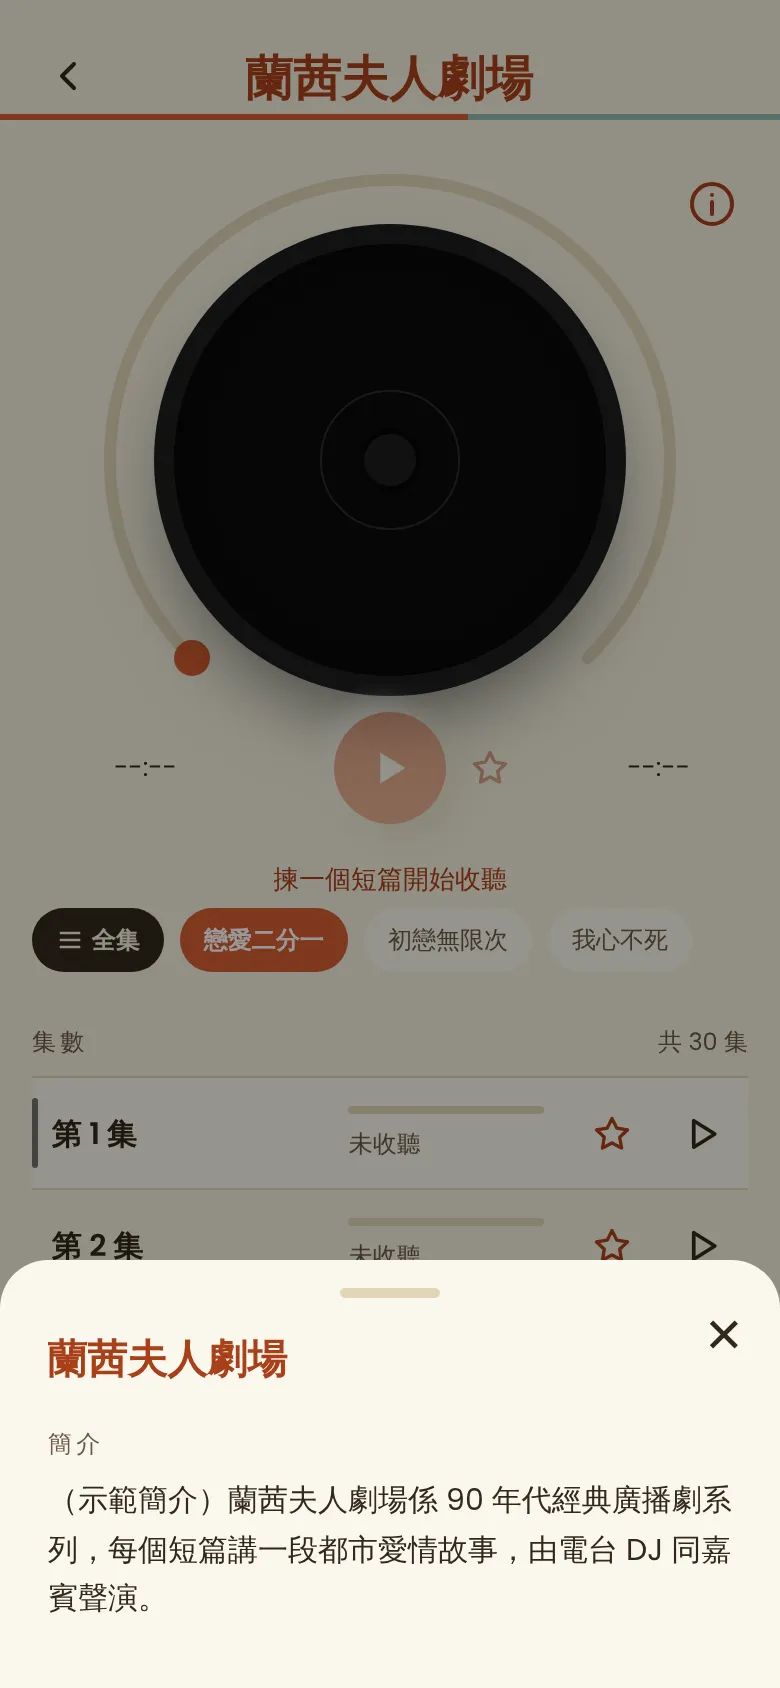 蘭茜夫人劇場
--:--
--:--
揀一個短篇開始收聽
全集
戀愛二分一
初戀無限次
我心不死
集數
共 30 集
第 1 集
未收聽
第 2 集
未收聽
蘭茜夫人劇場
簡介
（示範簡介）蘭茜夫人劇場係 90 年代經典廣播劇系
列，每個短篇講一段都市愛情故事，由電台 DJ 同嘉
賓聲演。